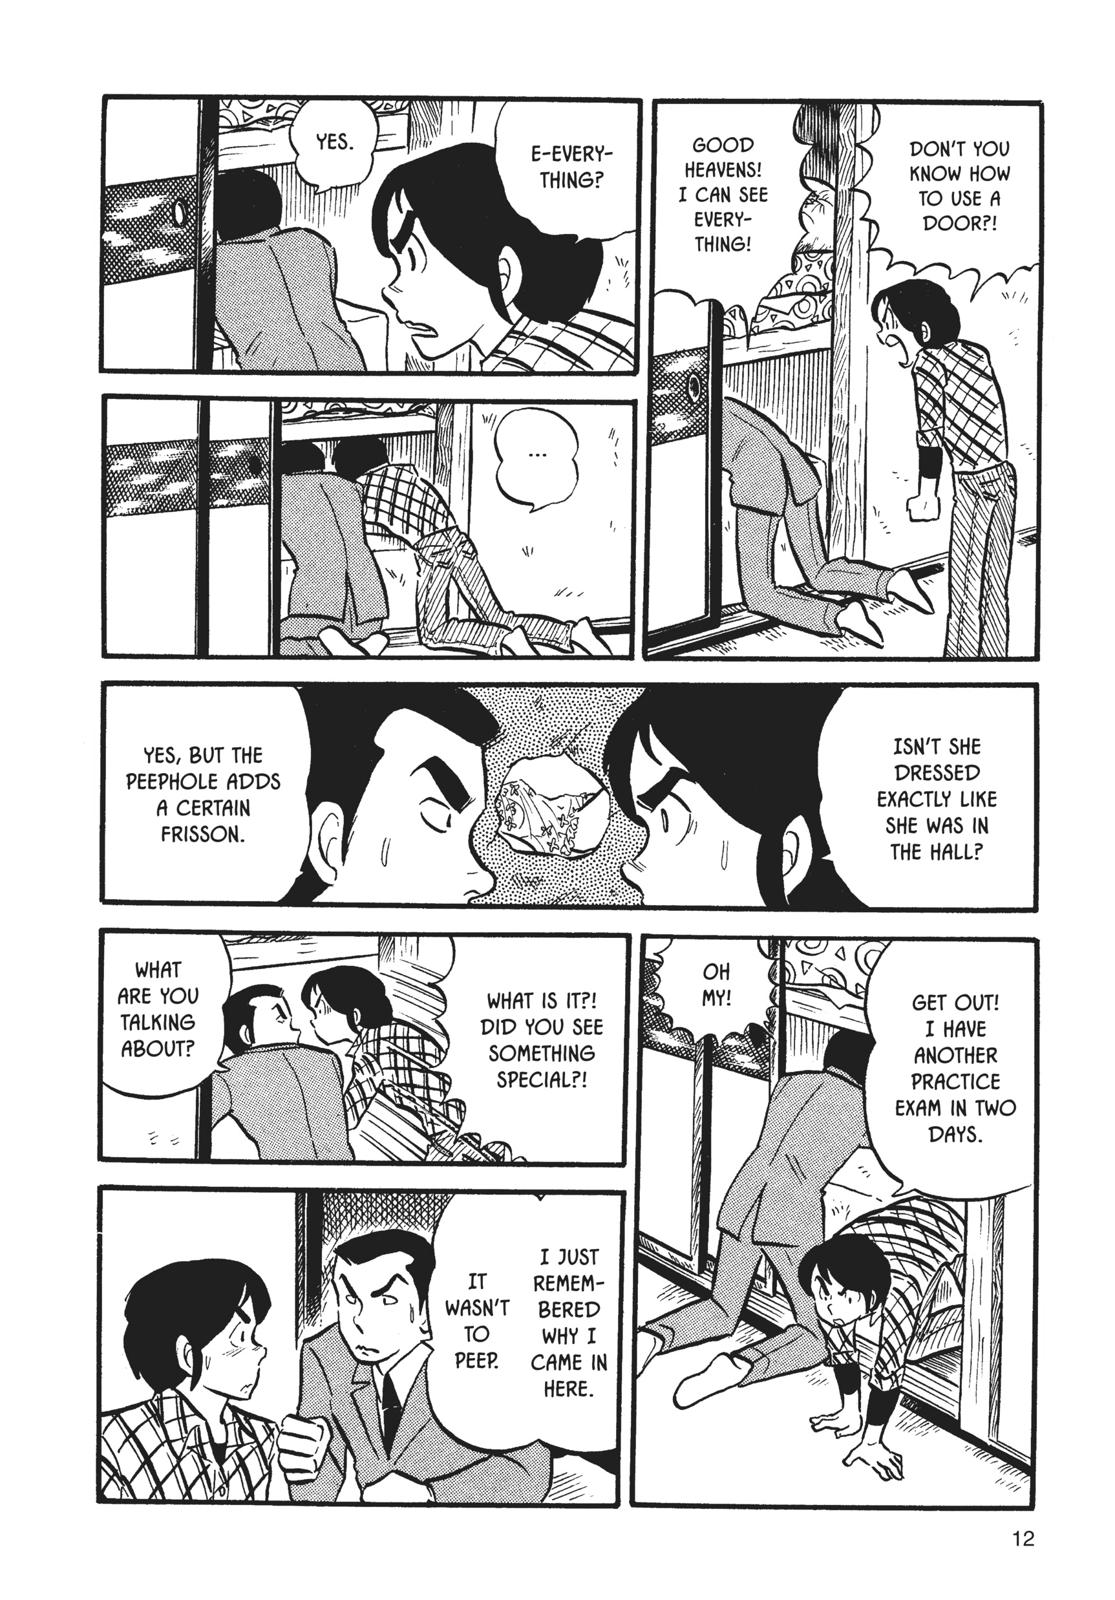 DON'T YOU
KNOW HOW
TO USE A
DOOR?!
GOOD
HEAVENS!
I CAN SEE
EVERY-
THING!
E-EVERY-
THING?
YES.
...
ISN'T SHE
DRESSED
EXACTLY LIKE
SHE WAS IN
THE HALL?
YES, BUT THE
PEEPHOLE ADDS
A CERTAIN
FRISSON.
GET OUT!
I HAVE
ANOTHER
PRACTICE
EXAM IN TWO
DAYS.
OH
MY!
WHAT IS IT?!
DID YOU SEE
SOMETHING
SPECIAL?!
WHAT
ARE YOU
TALKING
ABOUT?
I JUST
REMEM-
BERED
WHY I
CAME IN
HERE.
IT
WASN'T
TO
PEEP.
12